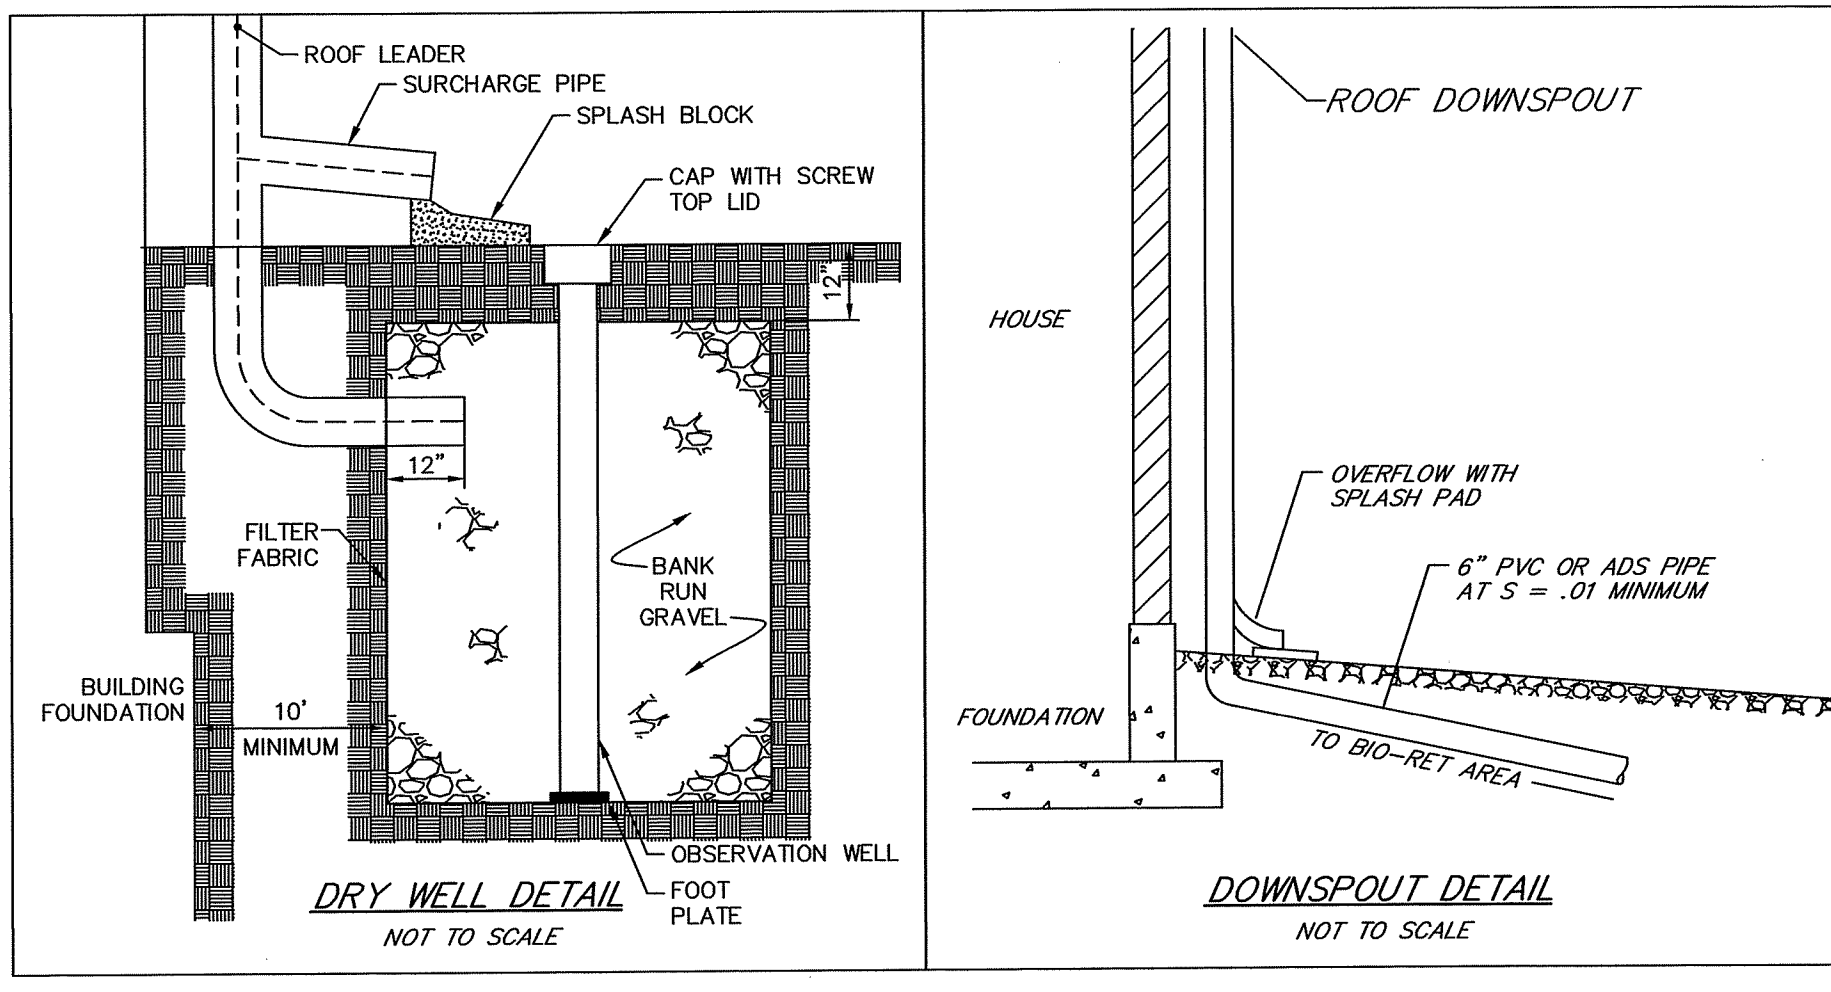 ROOF LEADER
SURCHARGE PIPE
SPLASH BLOCK
CAP WITH SCREW
TOP LID
12"
12"
FILTER
FABRIC
BANK
RUN
GRAVEL
BUILDING
FOUNDATION
10'
MINIMUM
OBSERVATION WELL
FOOT
PLATE
DRY WELL DETAIL
NOT TO SCALE
ROOF DOWNSPOUT
HOUSE
OVERFLOW WITH
SPLASH PAD
6" PVC OR ADS PIPE
AT S = .01 MINIMUM
FOUNDATION
TO BIO-RET AREA
DOWNSPOUT DETAIL
NOT TO SCALE